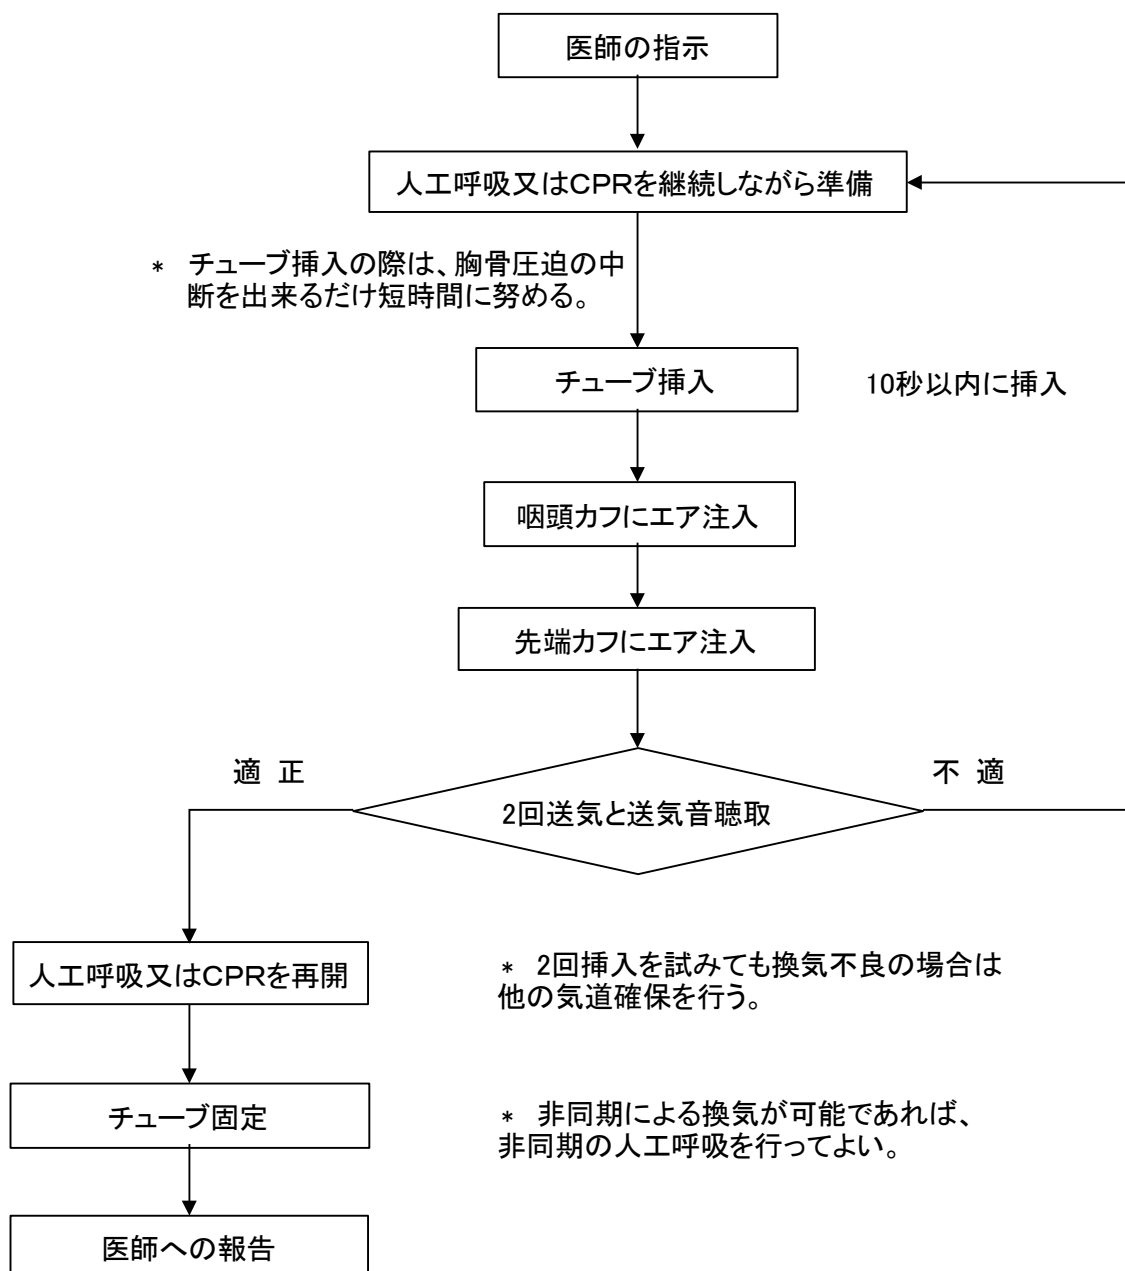 医師の指示
人工呼吸又はCPRを継続しながら準備
* チューブ挿入の際は、胸骨圧迫の中
断を出来るだけ短時間に努める。
チューブ挿入
10秒以内に挿入
咽頭カフにエア注入
先端カフにエア注入
適 正
不 適
2回送気と送気音聴取
人工呼吸又はCPRを再開
* 2回挿入を試みても換気不良の場合は
他の気道確保を行う。
チューブ固定
* 非同期による換気が可能であれば、
非同期の人工呼吸を行ってよい。
医師への報告